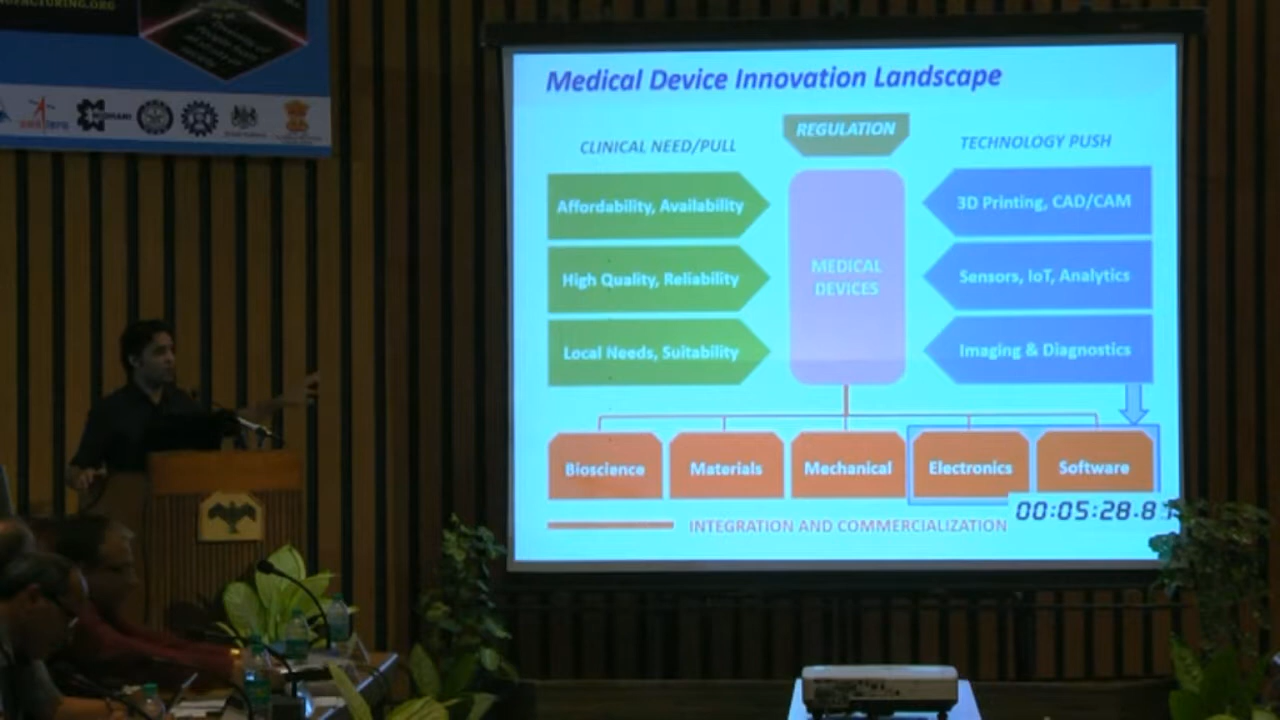 Medical Device Innovation Landscape
CLINICAL NEED/PULL
REGULATION
TECHNOLOGY PUSH
Affordability, Availability
High Quality, Reliability
Local Needs, Suitability
MEDICAL
DEVICES
3D Printing, CAD/CAM
Sensors, IoT, Analytics
Imaging & Diagnostics
Bioscience
Materials
Mechanical
Electronics
Software
INTEGRATION AND COMMERCIALIZATION
00:05:28.8